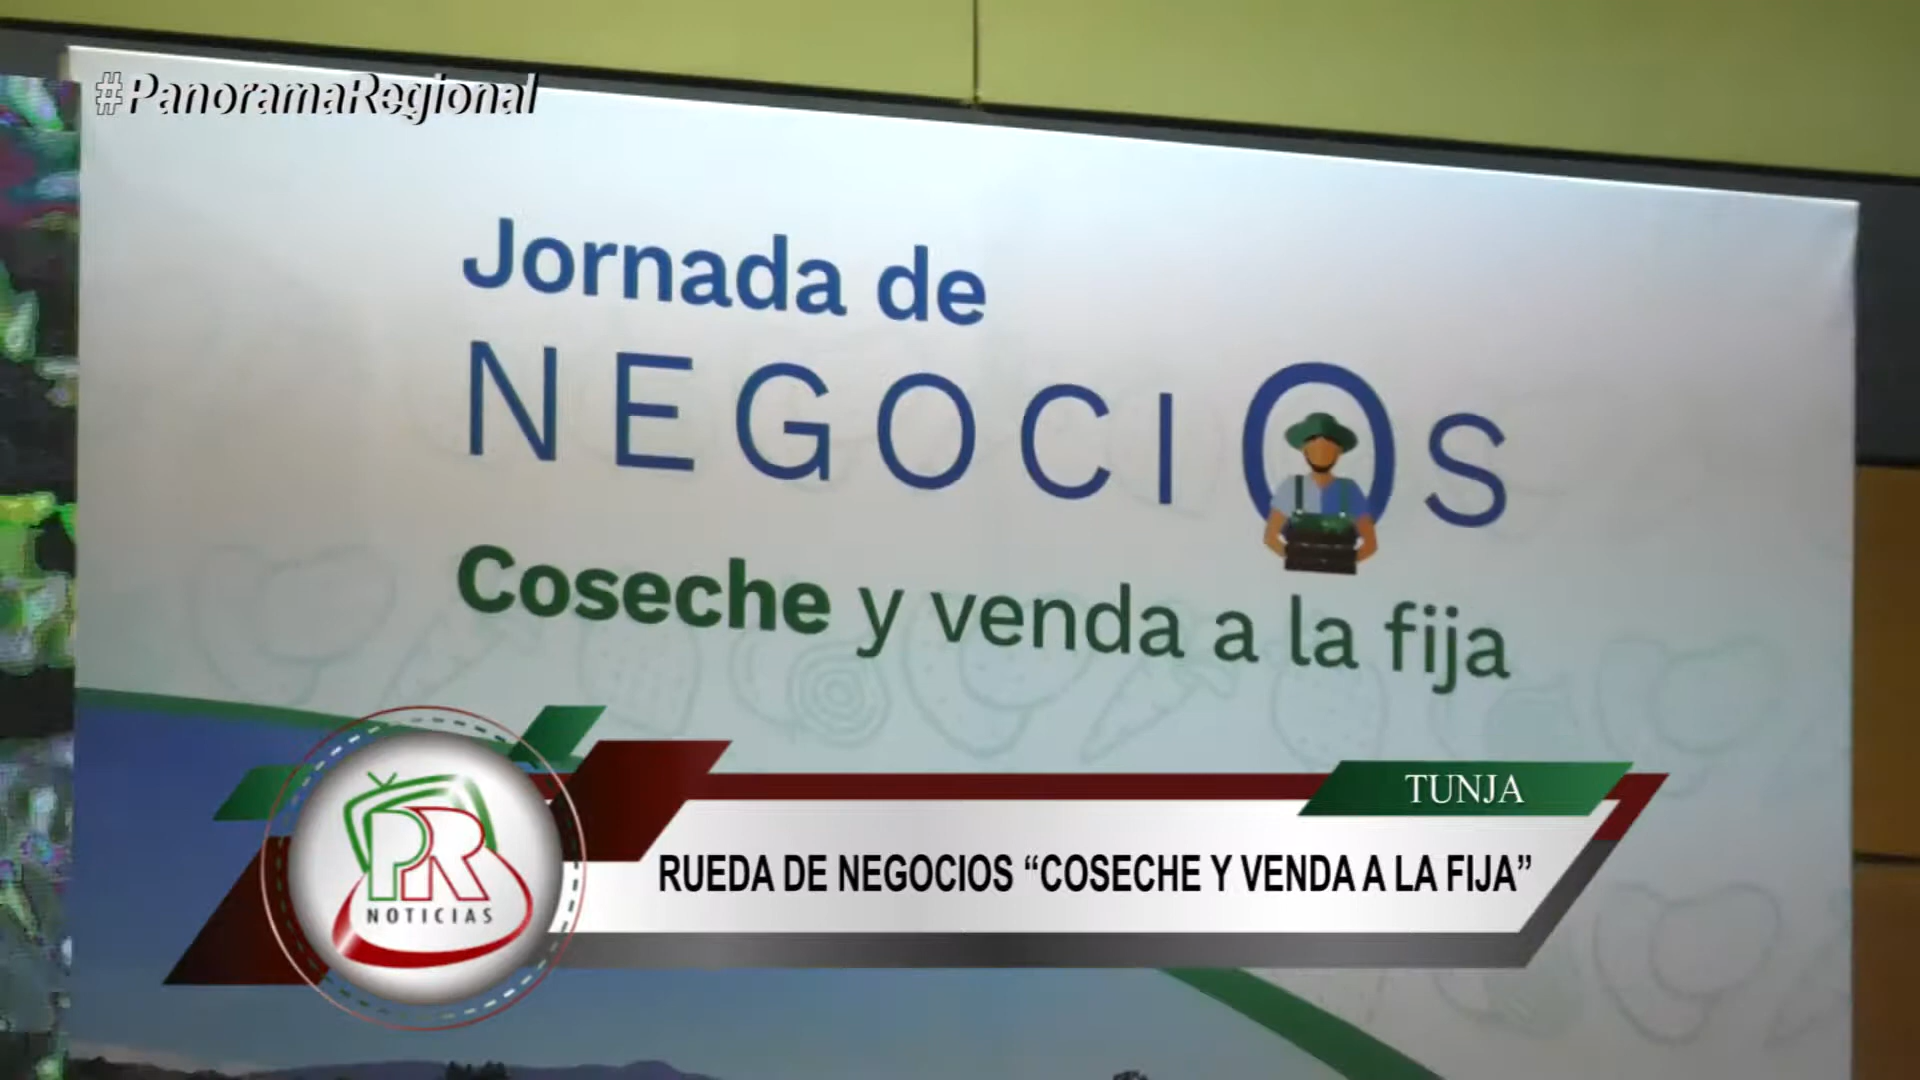 #PanoramaRegional
Jornada de
NEGOCIOS
Coseche y venda a la fija
TUNJA
RUEDA DE NEGOCIOS “COSECHE Y VENDA A LA FIJA”
PR
NOTICIAS